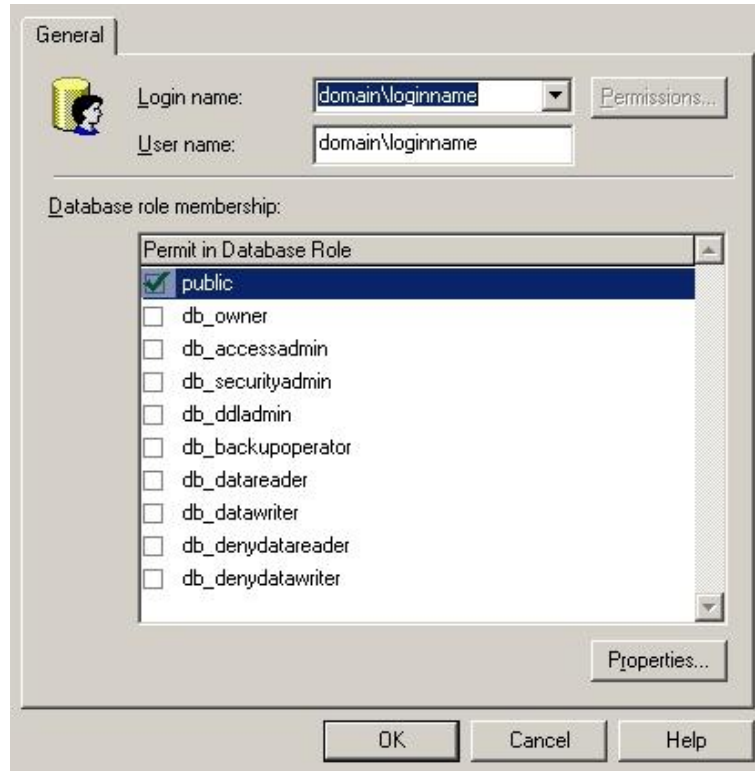 General
Login name: domain\loginname Permissions...
User name: domain\loginname
Database role membership:
Permit in Database Role
public
db_owner
db_accessadmin
db_securityadmin
db_ddladmin
db_backupoperator
db_datareader
db_datawriter
db_denydatareader
db_denydatawriter
Properties...
OK Cancel Help